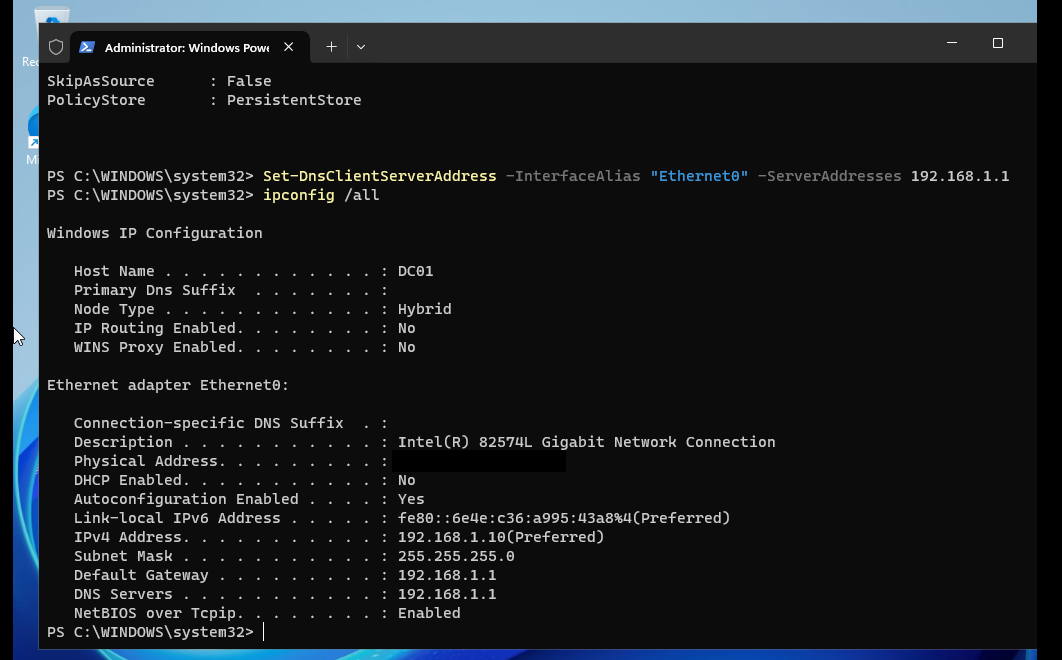 Administrator: Windows Powe
SkipAsSource      : False
PolicyStore       : PersistentStore
PS C:\WINDOWS\system32> Set-DnsClientServerAddress -InterfaceAlias "Ethernet0" -ServerAddresses 192.168.1.1
PS C:\WINDOWS\system32> ipconfig /all
Windows IP Configuration
   Host Name . . . . . . . . . . . . : DC01
   Primary Dns Suffix  . . . . . . . :
   Node Type . . . . . . . . . . . . : Hybrid
   IP Routing Enabled. . . . . . . . : No
   WINS Proxy Enabled. . . . . . . . : No
Ethernet adapter Ethernet0:
   Connection-specific DNS Suffix  . :
   Description . . . . . . . . . . . : Intel(R) 82574L Gigabit Network Connection
   Physical Address. . . . . . . . . :
   DHCP Enabled. . . . . . . . . . . : No
   Autoconfiguration Enabled . . . . : Yes
   Link-local IPv6 Address . . . . . : fe80::6e4e:c36:a995:43a8%4(Preferred)
   IPv4 Address. . . . . . . . . . . : 192.168.1.10(Preferred)
   Subnet Mask . . . . . . . . . . . : 255.255.255.0
   Default Gateway . . . . . . . . . : 192.168.1.1
   DNS Servers . . . . . . . . . . . : 192.168.1.1
   NetBIOS over Tcpip. . . . . . . . : Enabled
PS C:\WINDOWS\system32>